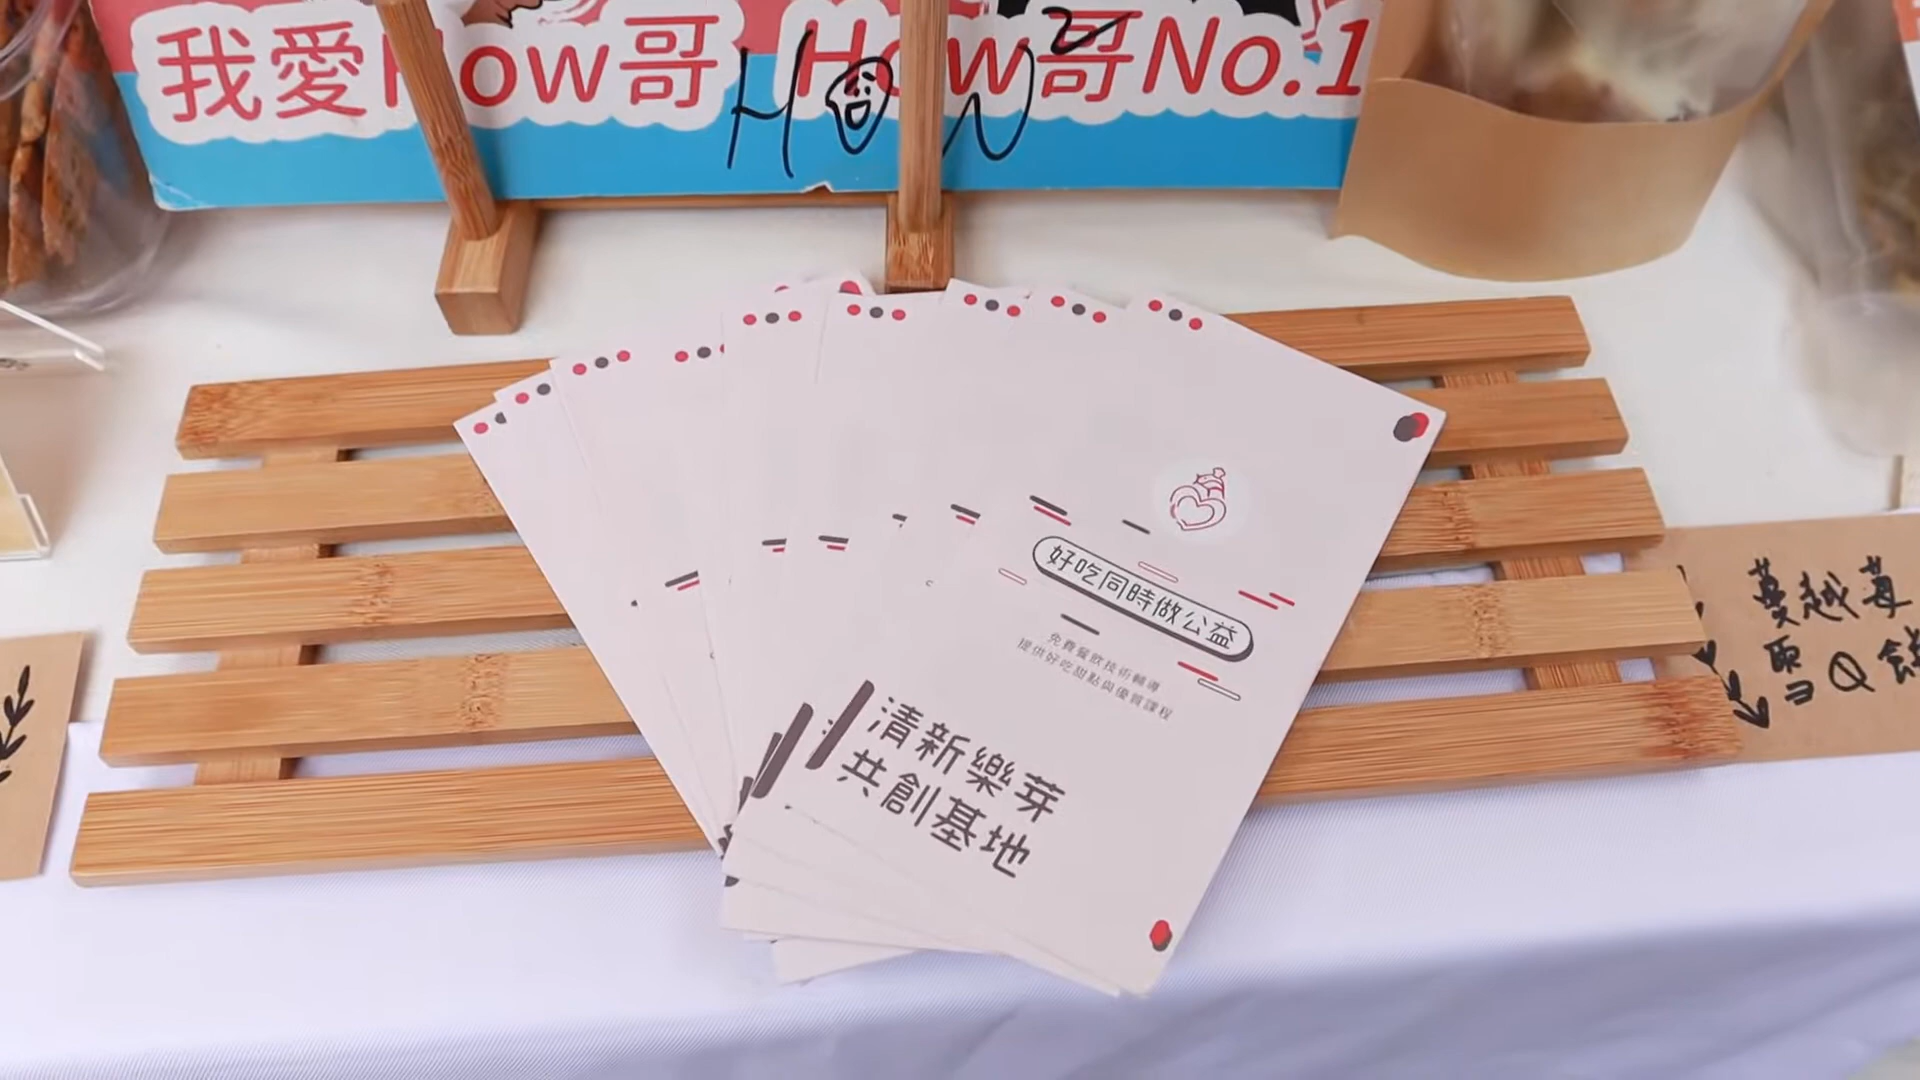 我愛How哥
How哥No.1
HOW
好吃同時做公益
免費餐飲技術輔導
提供好吃甜點與優質課程
清新樂芽
共創基地
蔓越莓
雪Q餅